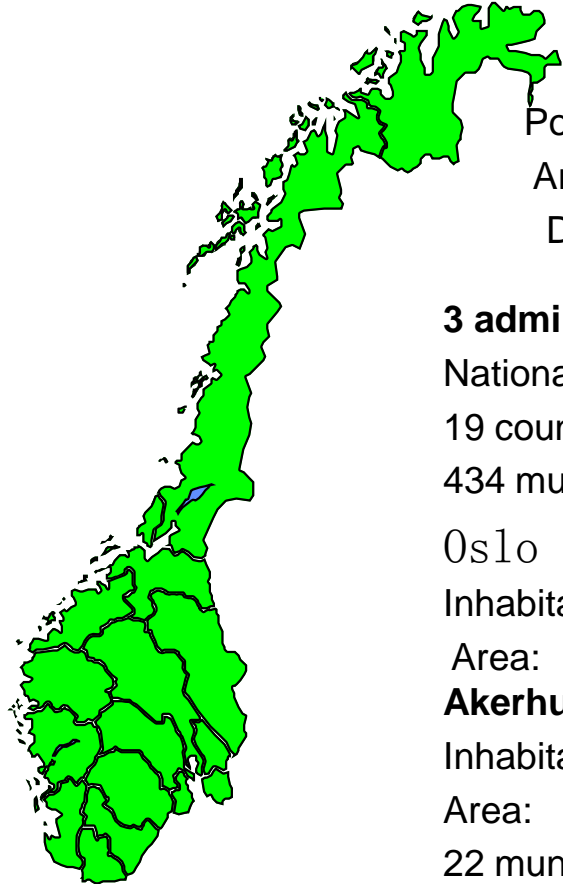 Po
Ar
D
3 admi
Nationa
19 cour
434 mu
Oslo
Inhabita
Area:
Akerhu
Inhabita
Area:
22 mun